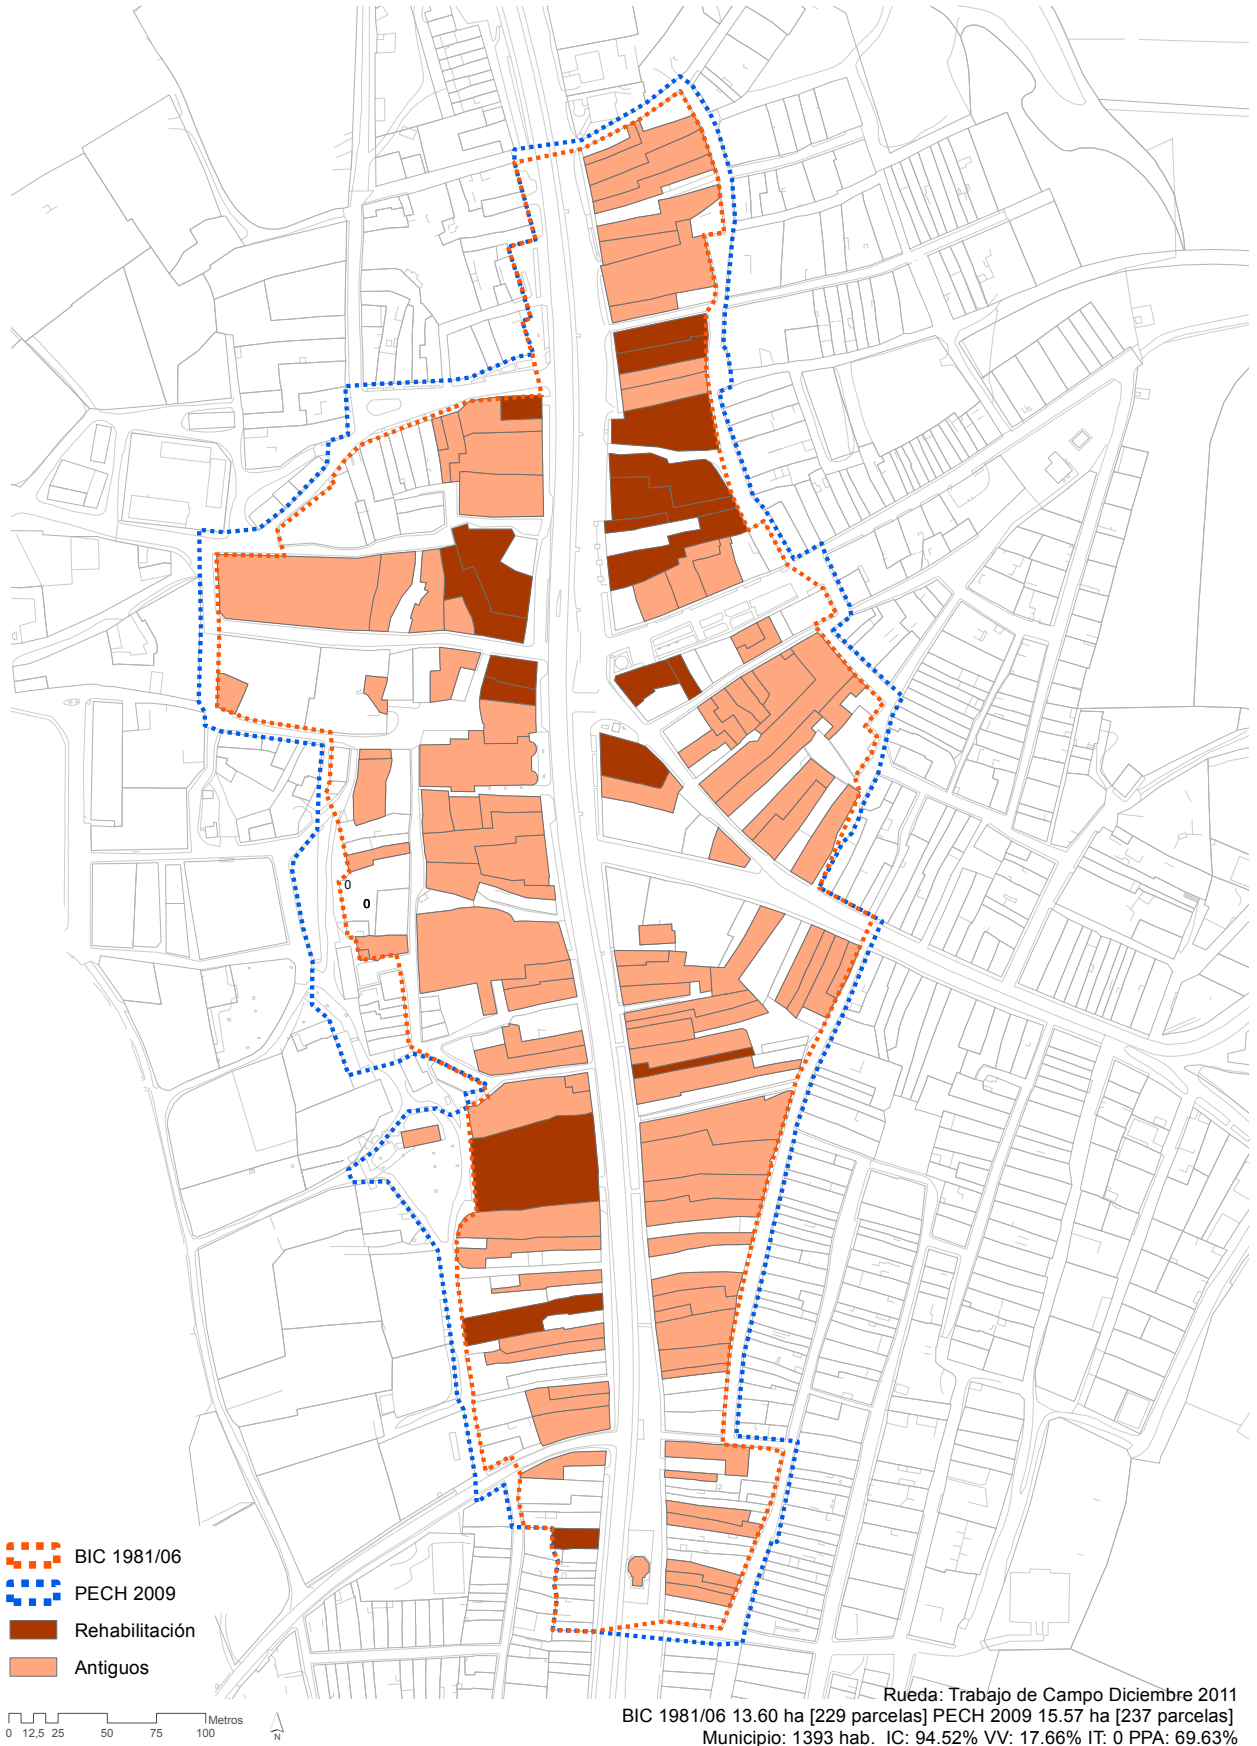 0
0
BIC 1981/06
PECH 2009
Rehabilitación
Antiguos
Metros
0 12,5 25 50 75 100
N
Rueda: Trabajo de Campo Diciembre 2011
BIC 1981/06 13.60 ha [229 parcelas] PECH 2009 15.57 ha [237 parcelas]
Municipio: 1393 hab. IC: 94.52% VV: 17.66% IT: 0 PPA: 69.63%